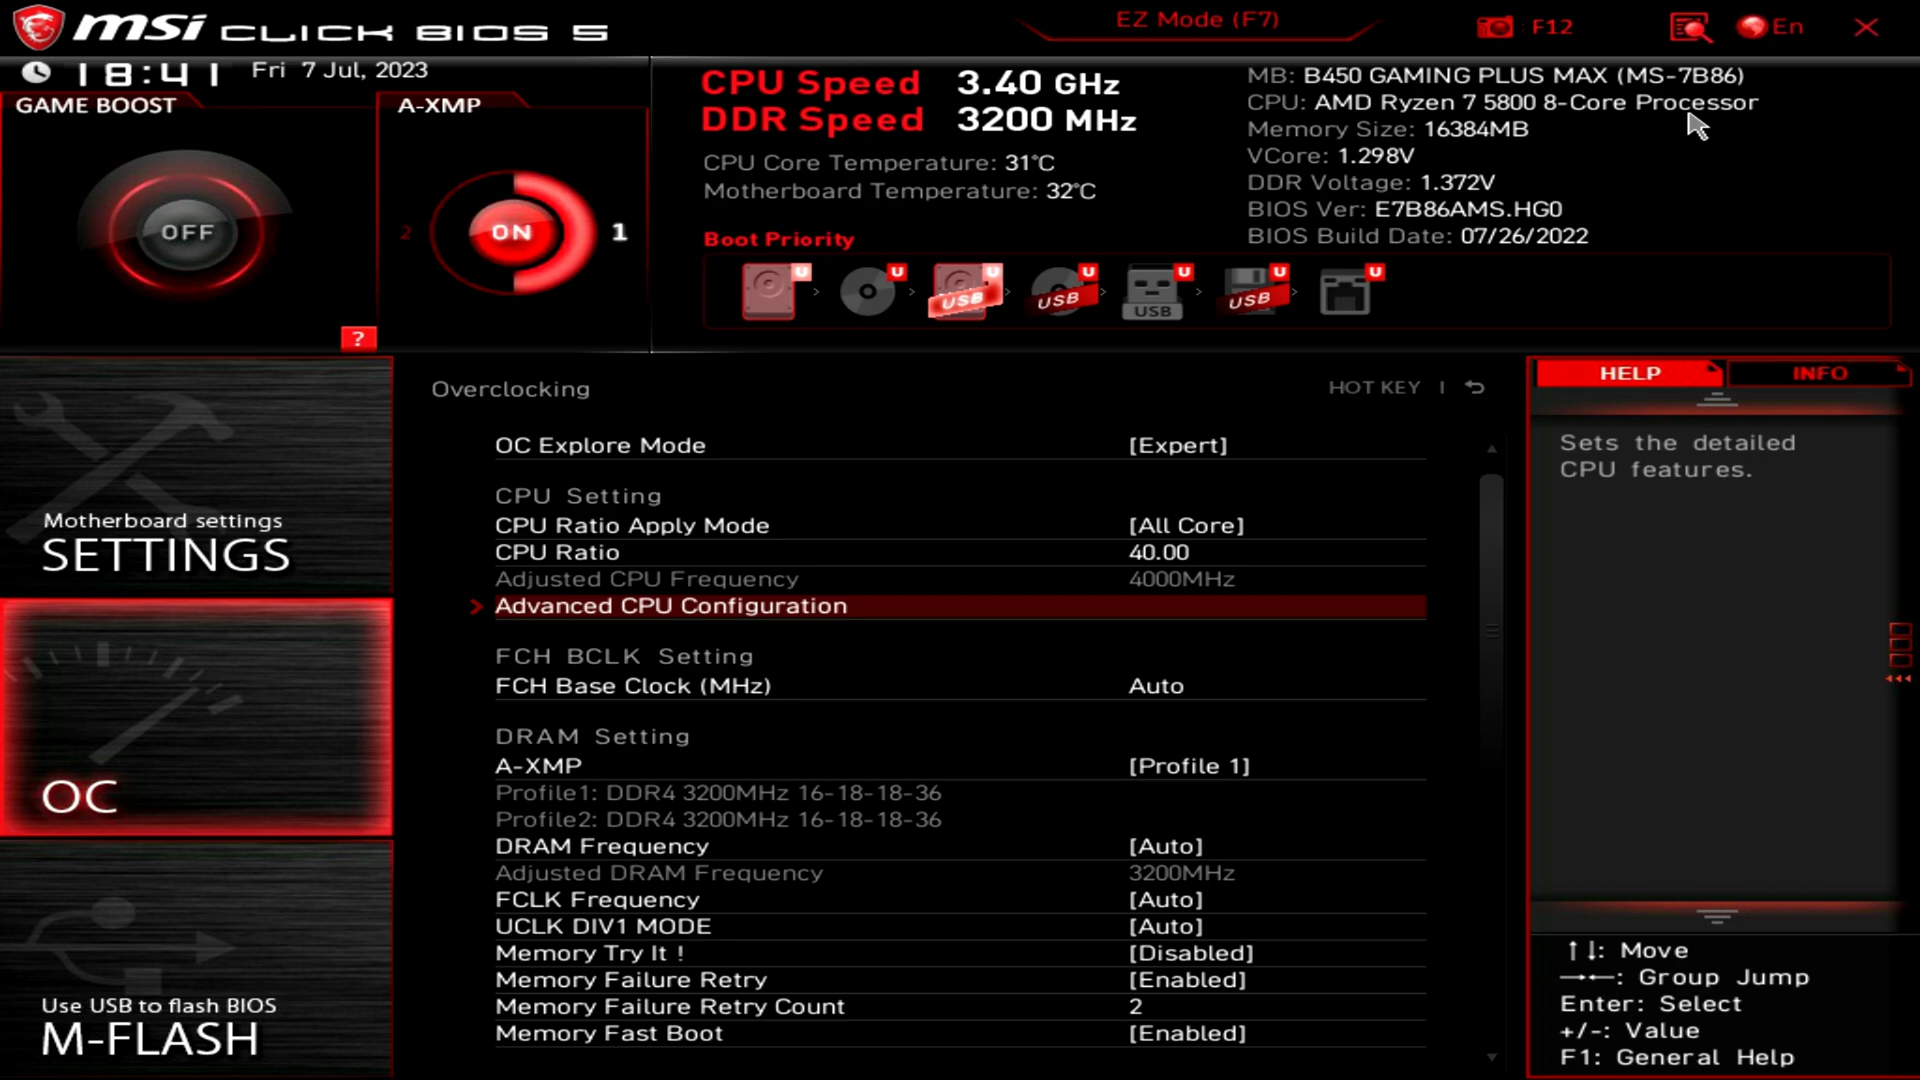 msi CLICK BIOS 5
EZ Mode (F7)
: F12
En
18:41
Fri 7 Jul, 2023
GAME BOOST
OFF
?
A-XMP
2
ON
1
CPU Speed 3.40 GHz
DDR Speed 3200 MHz
CPU Core Temperature: 31°C
Motherboard Temperature: 32°C
MB: B450 GAMING PLUS MAX (MS-7B86)
CPU: AMD Ryzen 7 5800 8-Core Processor
Memory Size: 16384MB
VCore: 1.298V
DDR Voltage: 1.372V
BIOS Ver: E7B86AMS.HG0
BIOS Build Date: 07/26/2022
Boot Priority
U > U > U > U > U > U > U
USB USB USB USB
Motherboard settings
SETTINGS
OC
Use USB to flash BIOS
M-FLASH
Overclocking
HOT KEY |
OC Explore Mode [Expert]
CPU Setting
CPU Ratio Apply Mode [All Core]
CPU Ratio 40.00
Adjusted CPU Frequency 4000MHz
> Advanced CPU Configuration
FCH BCLK Setting
FCH Base Clock (MHz) Auto
DRAM Setting
A-XMP [Profile 1]
Profile1: DDR4 3200MHz 16-18-18-36
Profile2: DDR4 3200MHz 16-18-18-36
DRAM Frequency [Auto]
Adjusted DRAM Frequency 3200MHz
FCLK Frequency [Auto]
UCLK DIV1 MODE [Auto]
Memory Try It ! [Disabled]
Memory Failure Retry [Enabled]
Memory Failure Retry Count 2
Memory Fast Boot [Enabled]
HELP
INFO
Sets the detailed
CPU features.
↑↓: Move
→←: Group Jump
Enter: Select
+/-: Value
F1: General Help